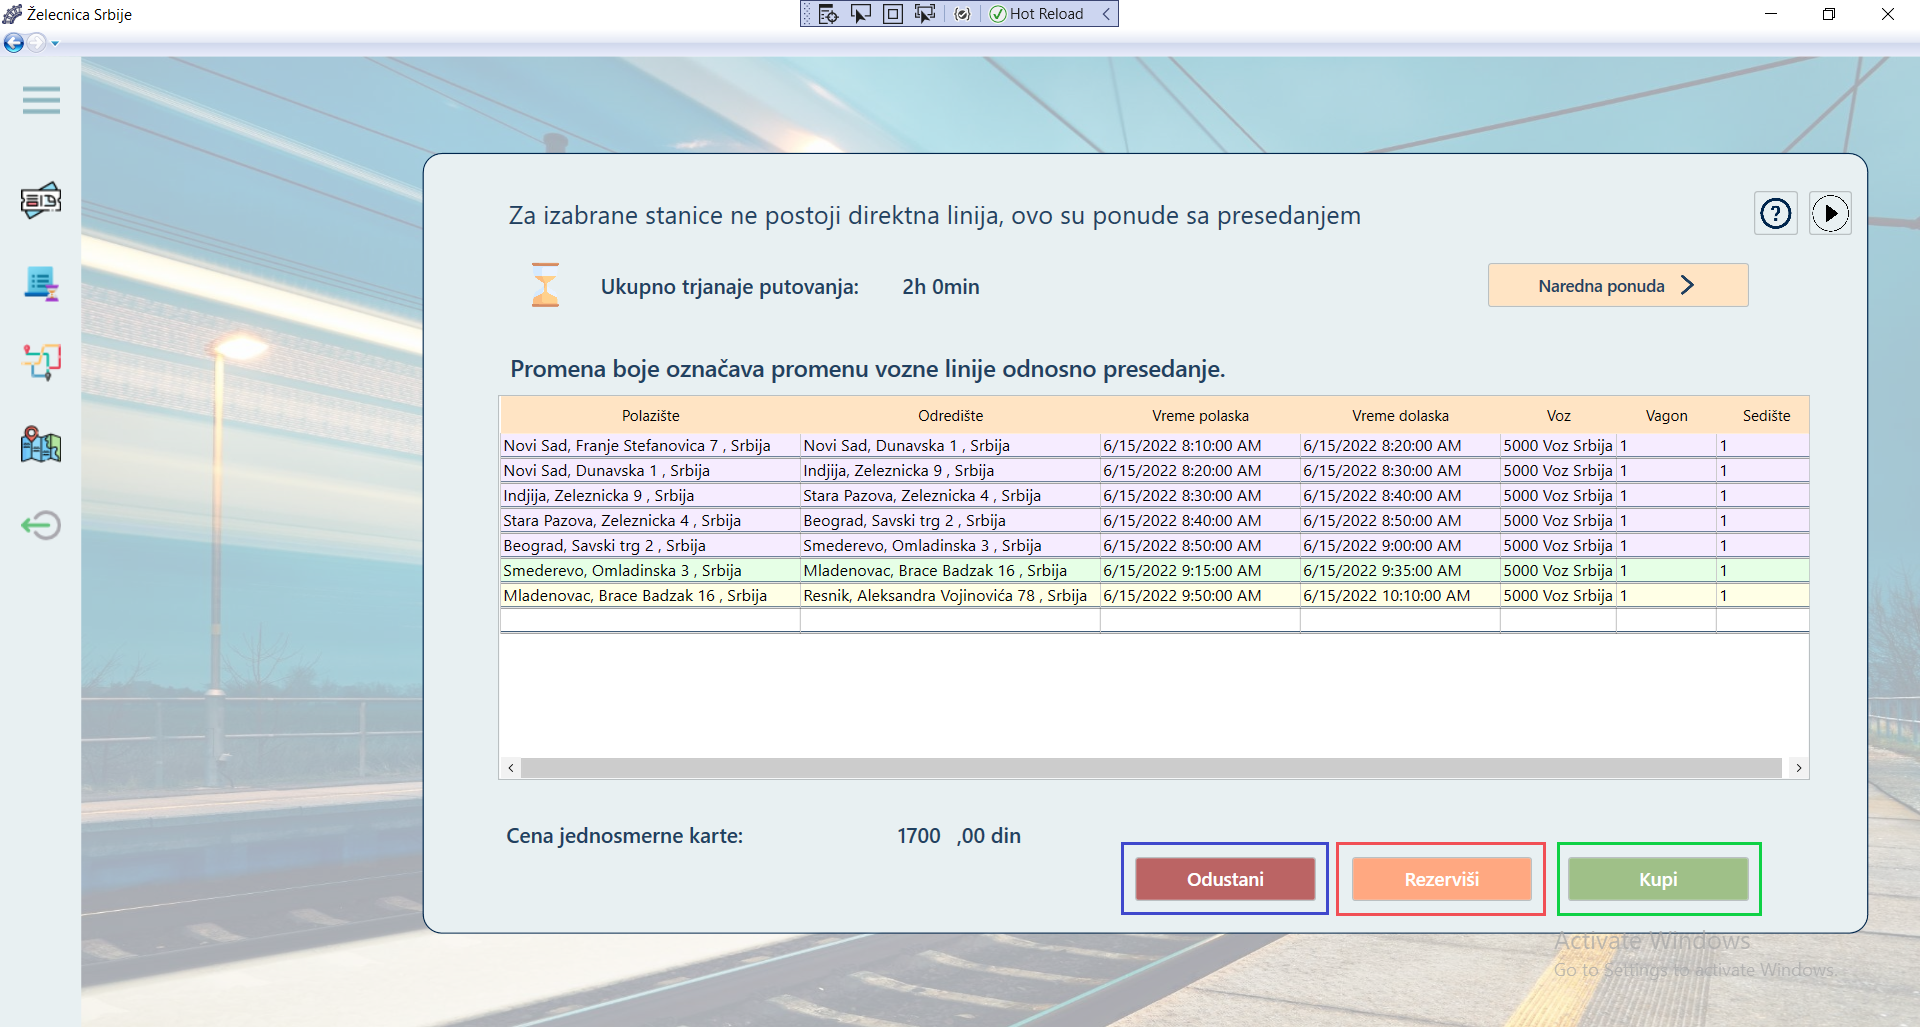 Želecnica Srbije
Hot Reload
Za izabrane stanice ne postoji direktna linija, ovo su ponude sa presedanjem
Ukupno trjanaje putovanja: 2h 0min
Naredna ponuda
Promena boje označava promenu vozne linije odnosno presedanje.
Polazište Odredište Vreme polaska Vreme dolaska Voz Vagon Sedište
Novi Sad, Franje Stefanovica 7 , Srbija Novi Sad, Dunavska 1 , Srbija 6/15/2022 8:10:00 AM 6/15/2022 8:20:00 AM 5000 Voz Srbija 1 1
Novi Sad, Dunavska 1 , Srbija Indjija, Zeleznicka 9 , Srbija 6/15/2022 8:20:00 AM 6/15/2022 8:30:00 AM 5000 Voz Srbija 1 1
Indjija, Zeleznicka 9 , Srbija Stara Pazova, Zeleznicka 4 , Srbija 6/15/2022 8:30:00 AM 6/15/2022 8:40:00 AM 5000 Voz Srbija 1 1
Stara Pazova, Zeleznicka 4 , Srbija Beograd, Savski trg 2 , Srbija 6/15/2022 8:40:00 AM 6/15/2022 8:50:00 AM 5000 Voz Srbija 1 1
Beograd, Savski trg 2 , Srbija Smederevo, Omladinska 3 , Srbija 6/15/2022 8:50:00 AM 6/15/2022 9:00:00 AM 5000 Voz Srbija 1 1
Smederevo, Omladinska 3 , Srbija Mladenovac, Brace Badzak 16 , Srbija 6/15/2022 9:15:00 AM 6/15/2022 9:35:00 AM 5000 Voz Srbija 1 1
Mladenovac, Brace Badzak 16 , Srbija Resnik, Aleksandra Vojinovića 78 , Srbija 6/15/2022 9:50:00 AM 6/15/2022 10:10:00 AM 5000 Voz Srbija 1 1
Cena jednosmerne karte: 1700 ,00 din
Odustani Rezerviši Kupi
Activate Windows
Go to Settings to activate Windows.